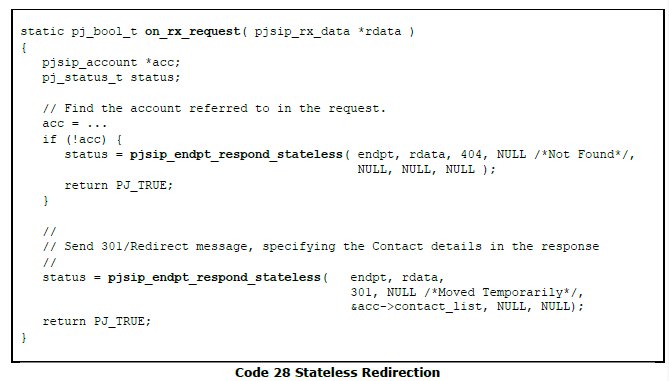 static pj_bool_t on_rx_request( pjsip_rx_data *rdata )
{
pjsip_account *acc;
pj_status_t status;
// Find the account referred to in the request.
acc = ...
if (!acc) {
status = pjsip_endpt_respond_stateless( endpt, rdata, 404, NULL /*Not Found*/,
NULL, NULL, NULL );
return PJ_TRUE;
}
//
// Send 301/Redirect message, specifying the Contact details in the response
//
status = pjsip_endpt_respond_stateless( endpt, rdata,
301, NULL /*Moved Temporarily*/,
&acc->contact_list, NULL, NULL);
return PJ_TRUE;
}
Code 28 Stateless Redirection